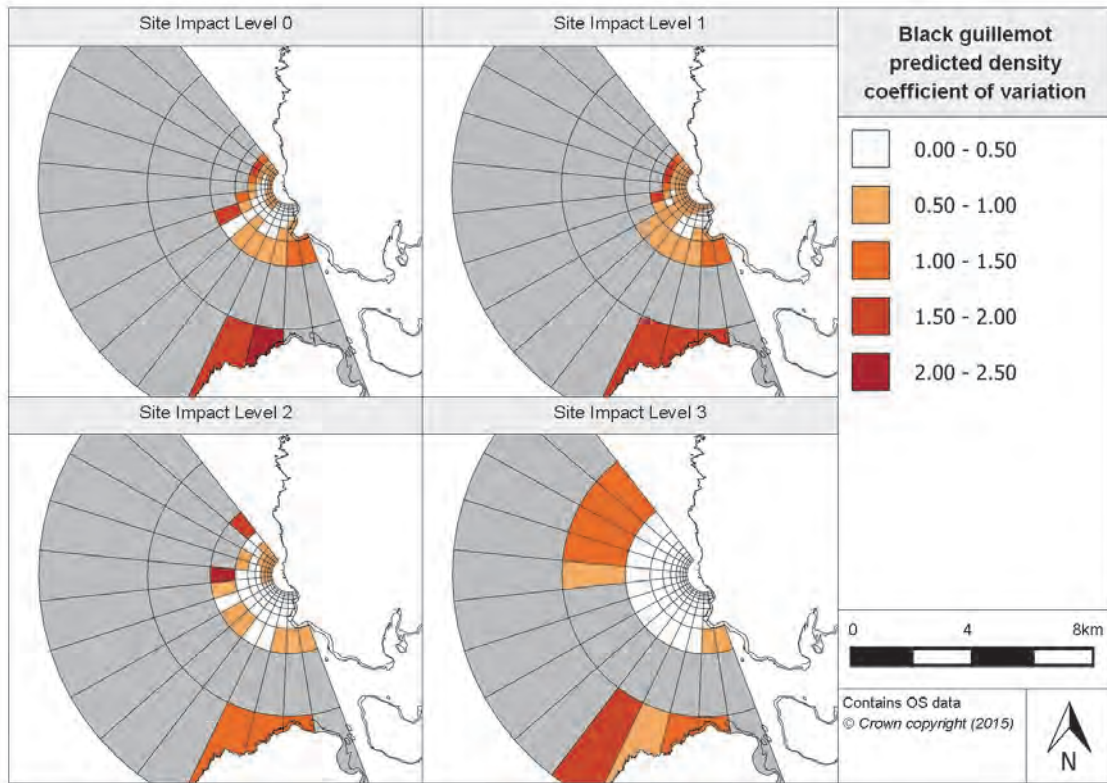 Site Impact Level 0
Site Impact Level 1
Site Impact Level 2
Site Impact Level 3
Black guillemot
predicted density
coefficient of variation
0.00 - 0.50
0.50 - 1.00
1.00 - 1.50
1.50 - 2.00
2.00 - 2.50
0 4 8km
Contains OS data
© Crown copyright (2015)
N